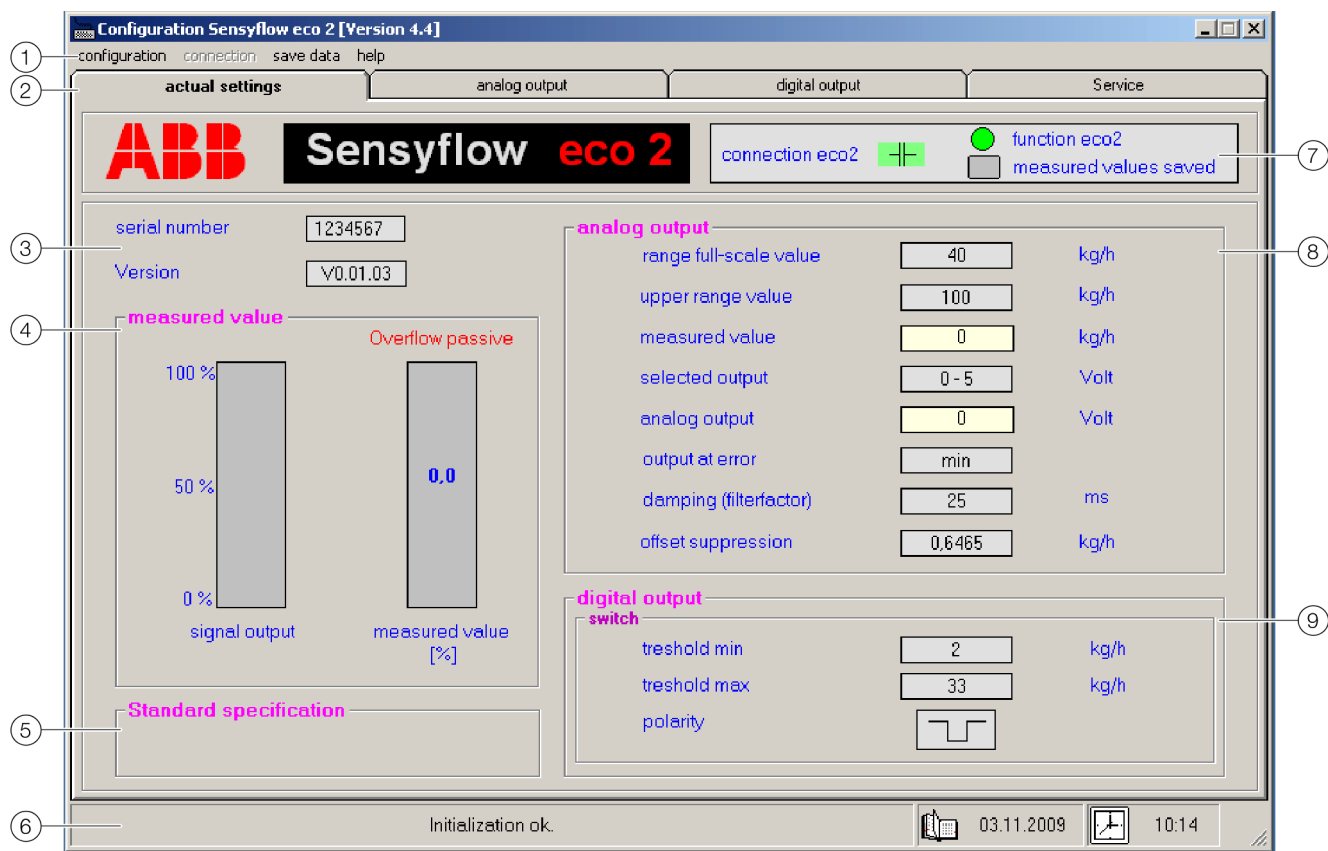 Configuration Sensyflow eco 2 [Version 4.4]
1
configuration connection save data help
2
actual settings analog output digital output Service
ABB
Sensyflow eco 2
connection eco2
function eco2
measured values saved
7
3
serial number 1234567
Version V0.01.03
4
measured value
Overflow passive
100 %
50 %
0 %
0,0
signal output
measured value
[%]
5
Standard specification
analog output
8
range full-scale value 40 kg/h
upper range value 100 kg/h
measured value 0 kg/h
selected output 0 - 5 Volt
analog output 0 Volt
output at error min
damping (filterfactor) 25 ms
offset suppression 0,6465 kg/h
digital output
9
switch
treshold min 2 kg/h
treshold max 33 kg/h
polarity
6
Initialization ok. 03.11.2009 10:14